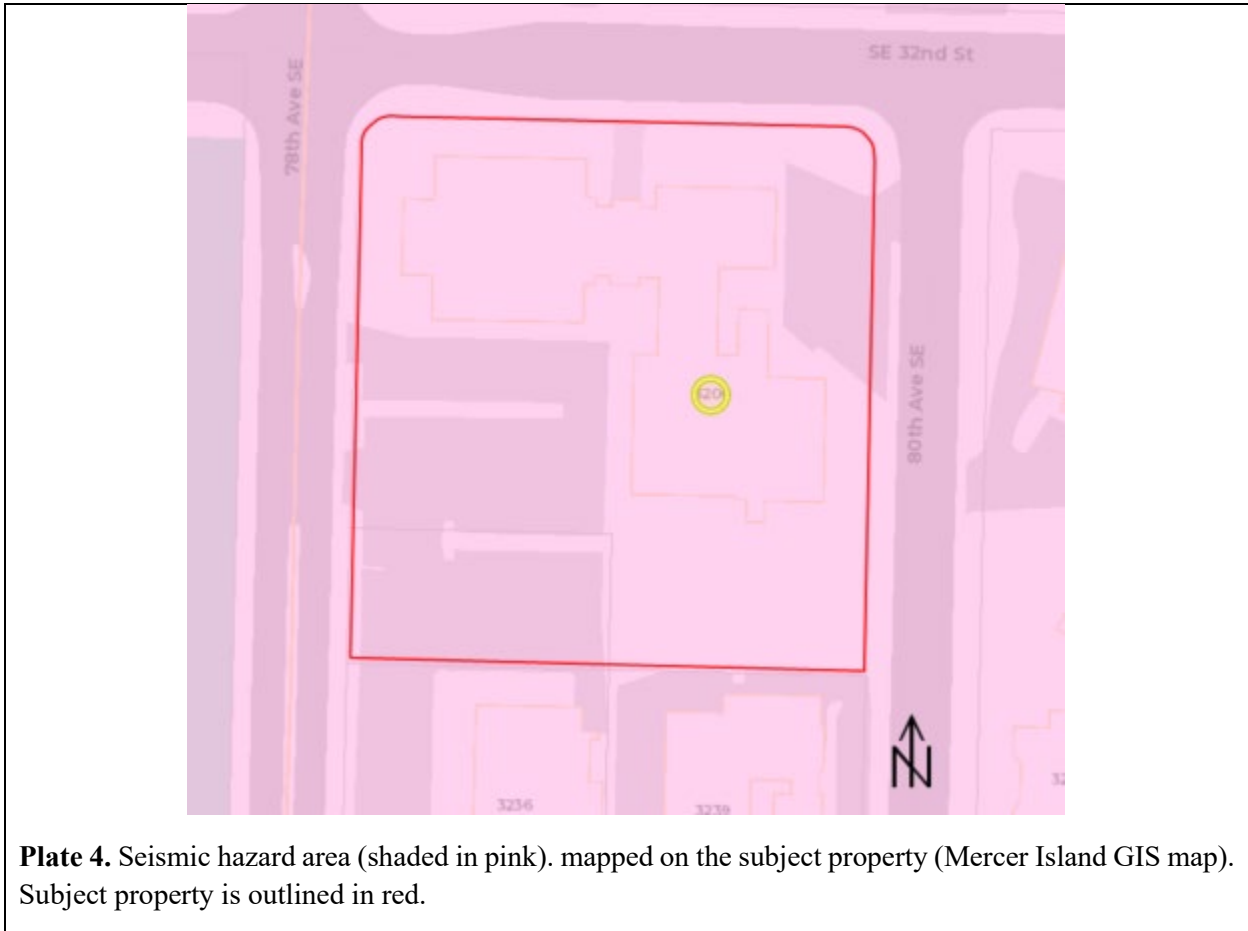 SE 32nd St
78th Ave SE
80th Ave SE
N
3236
3239
Plate 4. Seismic hazard area (shaded in pink). mapped on the subject property (Mercer Island GIS map).
Subject property is outlined in red.